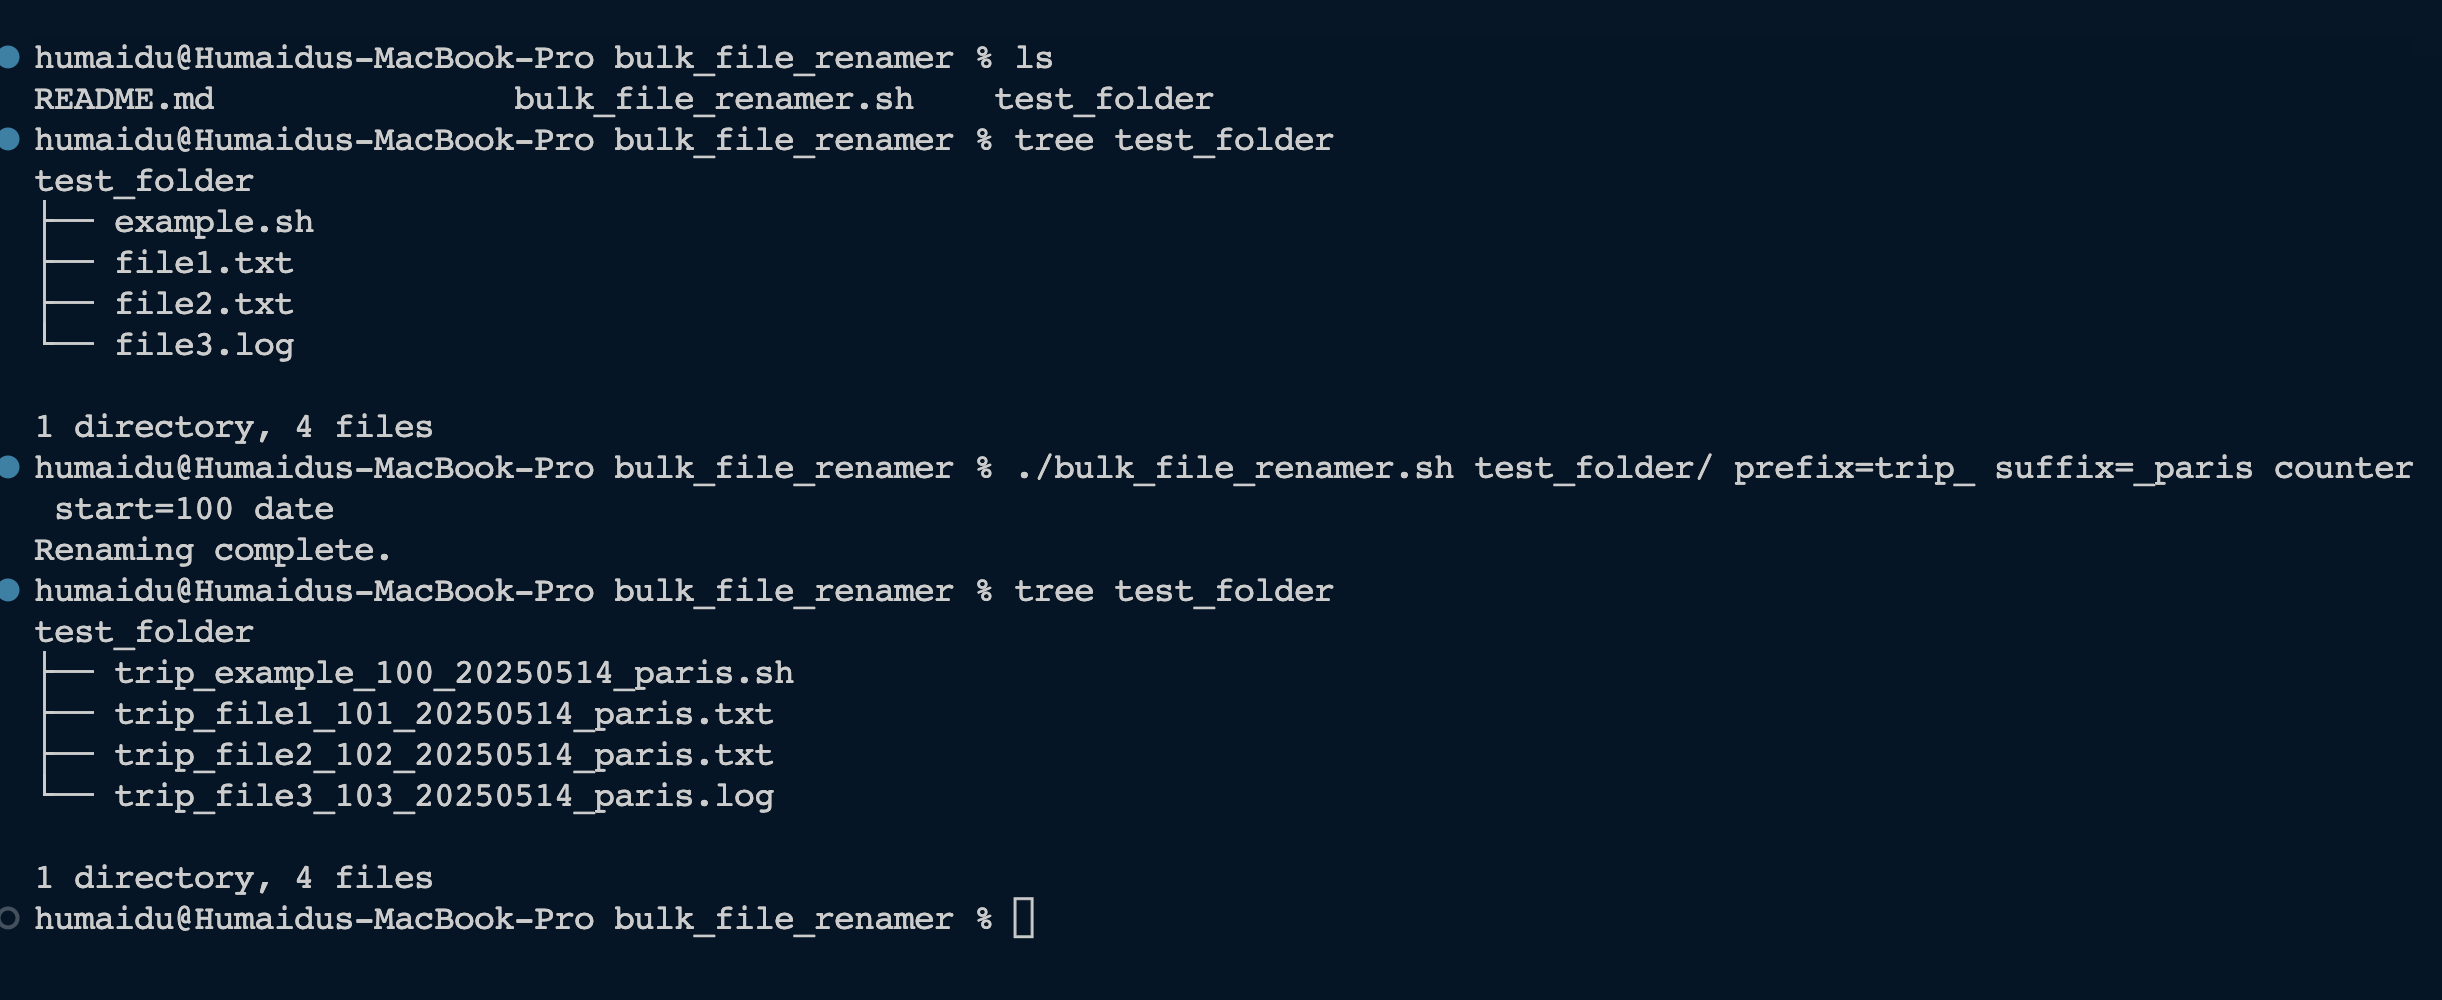 humaidu@Humaidus-MacBook-Pro bulk_file_renamer % ls
README.md               bulk_file_renamer.sh    test_folder
humaidu@Humaidus-MacBook-Pro bulk_file_renamer % tree test_folder
test_folder
├── example.sh
├── file1.txt
├── file2.txt
└── file3.log
1 directory, 4 files
humaidu@Humaidus-MacBook-Pro bulk_file_renamer % ./bulk_file_renamer.sh test_folder/ prefix=trip_ suffix=_paris counter
 start=100 date
Renaming complete.
humaidu@Humaidus-MacBook-Pro bulk_file_renamer % tree test_folder
test_folder
├── trip_example_100_20250514_paris.sh
├── trip_file1_101_20250514_paris.txt
├── trip_file2_102_20250514_paris.txt
└── trip_file3_103_20250514_paris.log
1 directory, 4 files
humaidu@Humaidus-MacBook-Pro bulk_file_renamer %